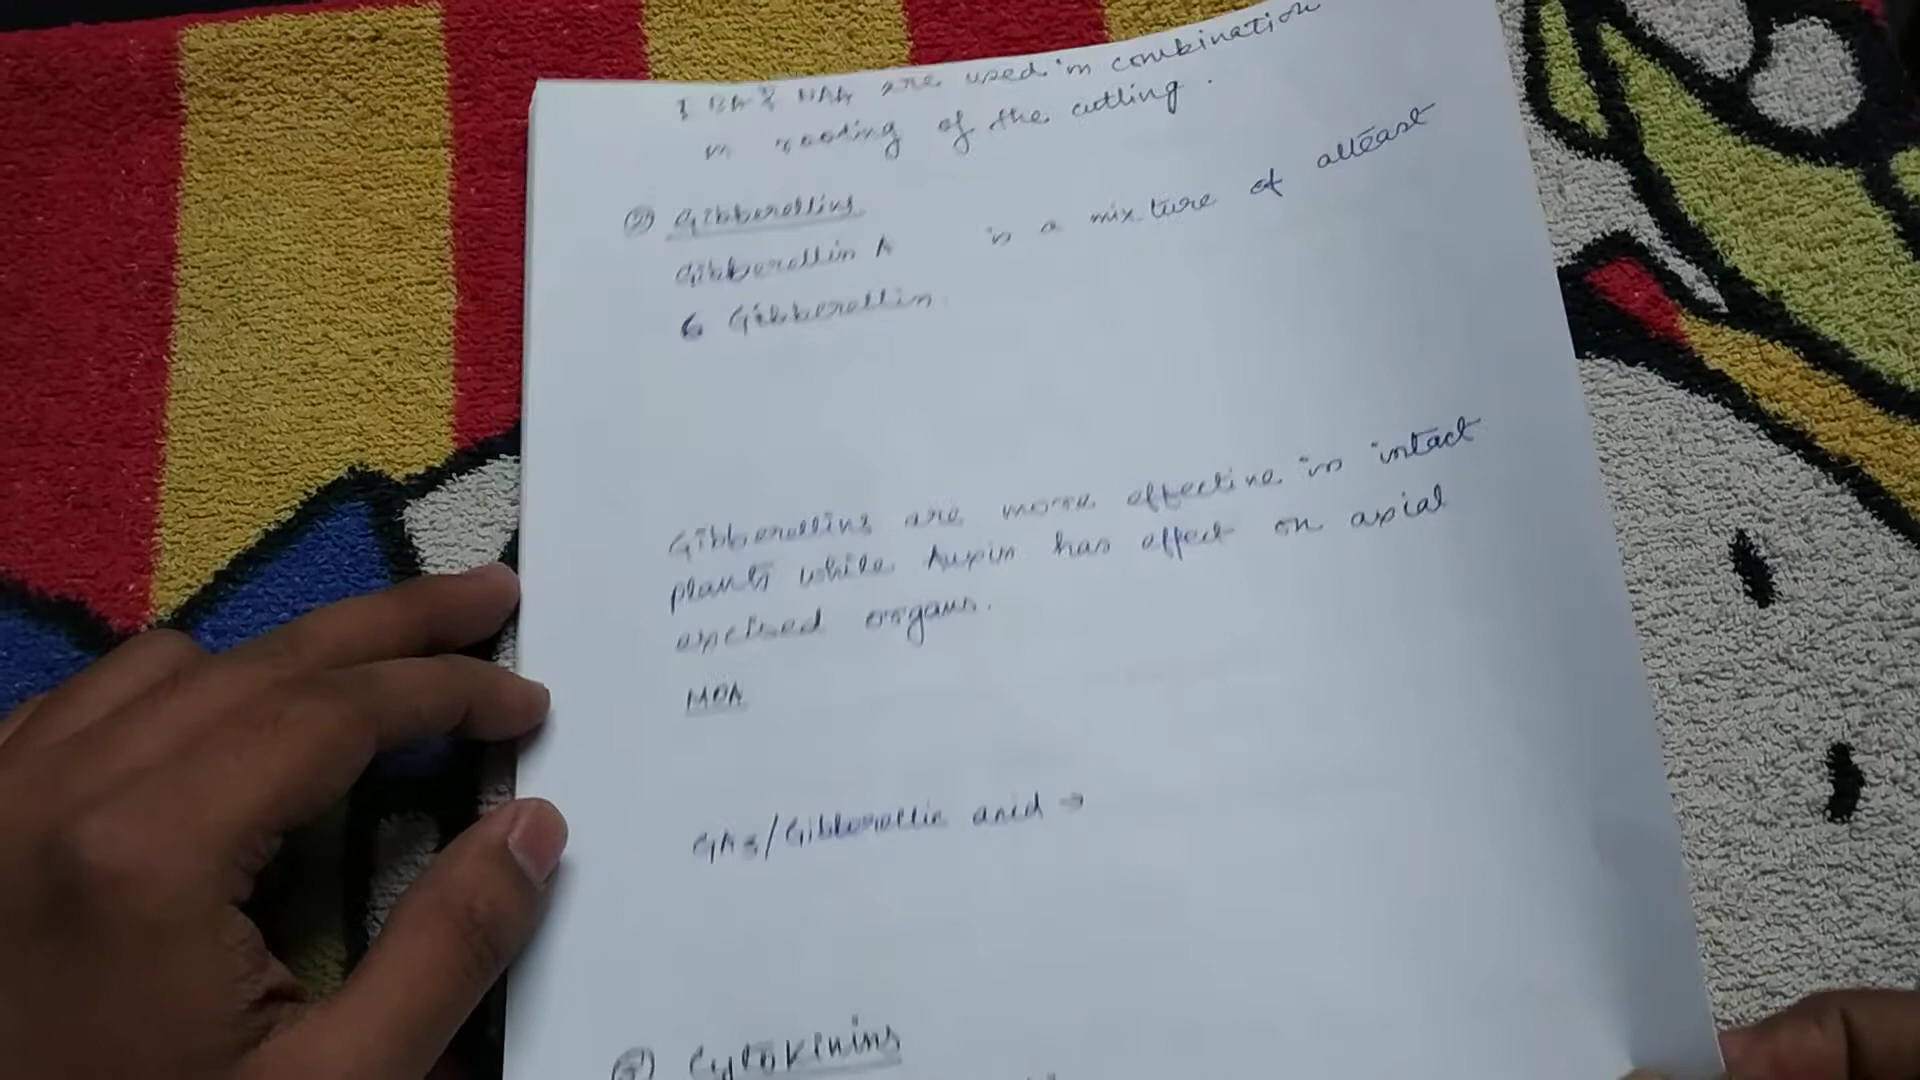 IBA & NAA are used in combination
in rooting of the cutting.
(2) Gibberellins
Gibberellin A is a mixture of atleast
6 Gibberellin.
Gibberellins are more effective in intact
plants while Auxin has effect on axial
excised organs.
MOA
GA3/Gibberellic acid →
(3) Cytokinins